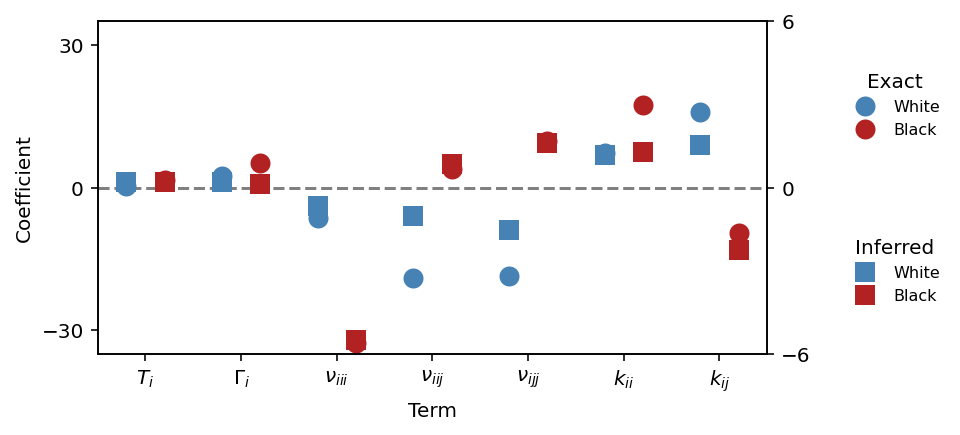 30
0
−30
Coefficient
6
0
−6
T_i
Γ_i
ν_iii
ν_iij
ν_ijj
k_ii
k_ij
Term
Exact
White
Black
Inferred
White
Black